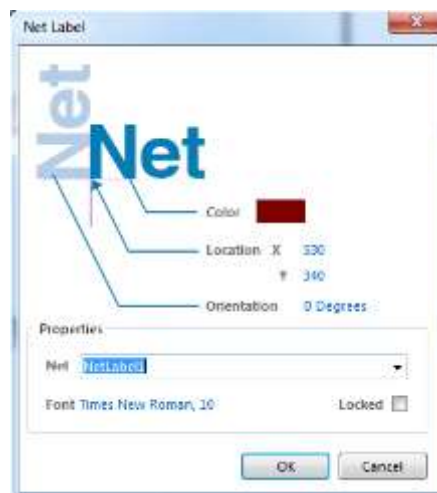 Net Label
Net
Net
Color
Location X 330
Y 340
Orientation 0 Degrees
Properties
Net NetLabel1
Font Times New Roman, 10 Locked
OK Cancel